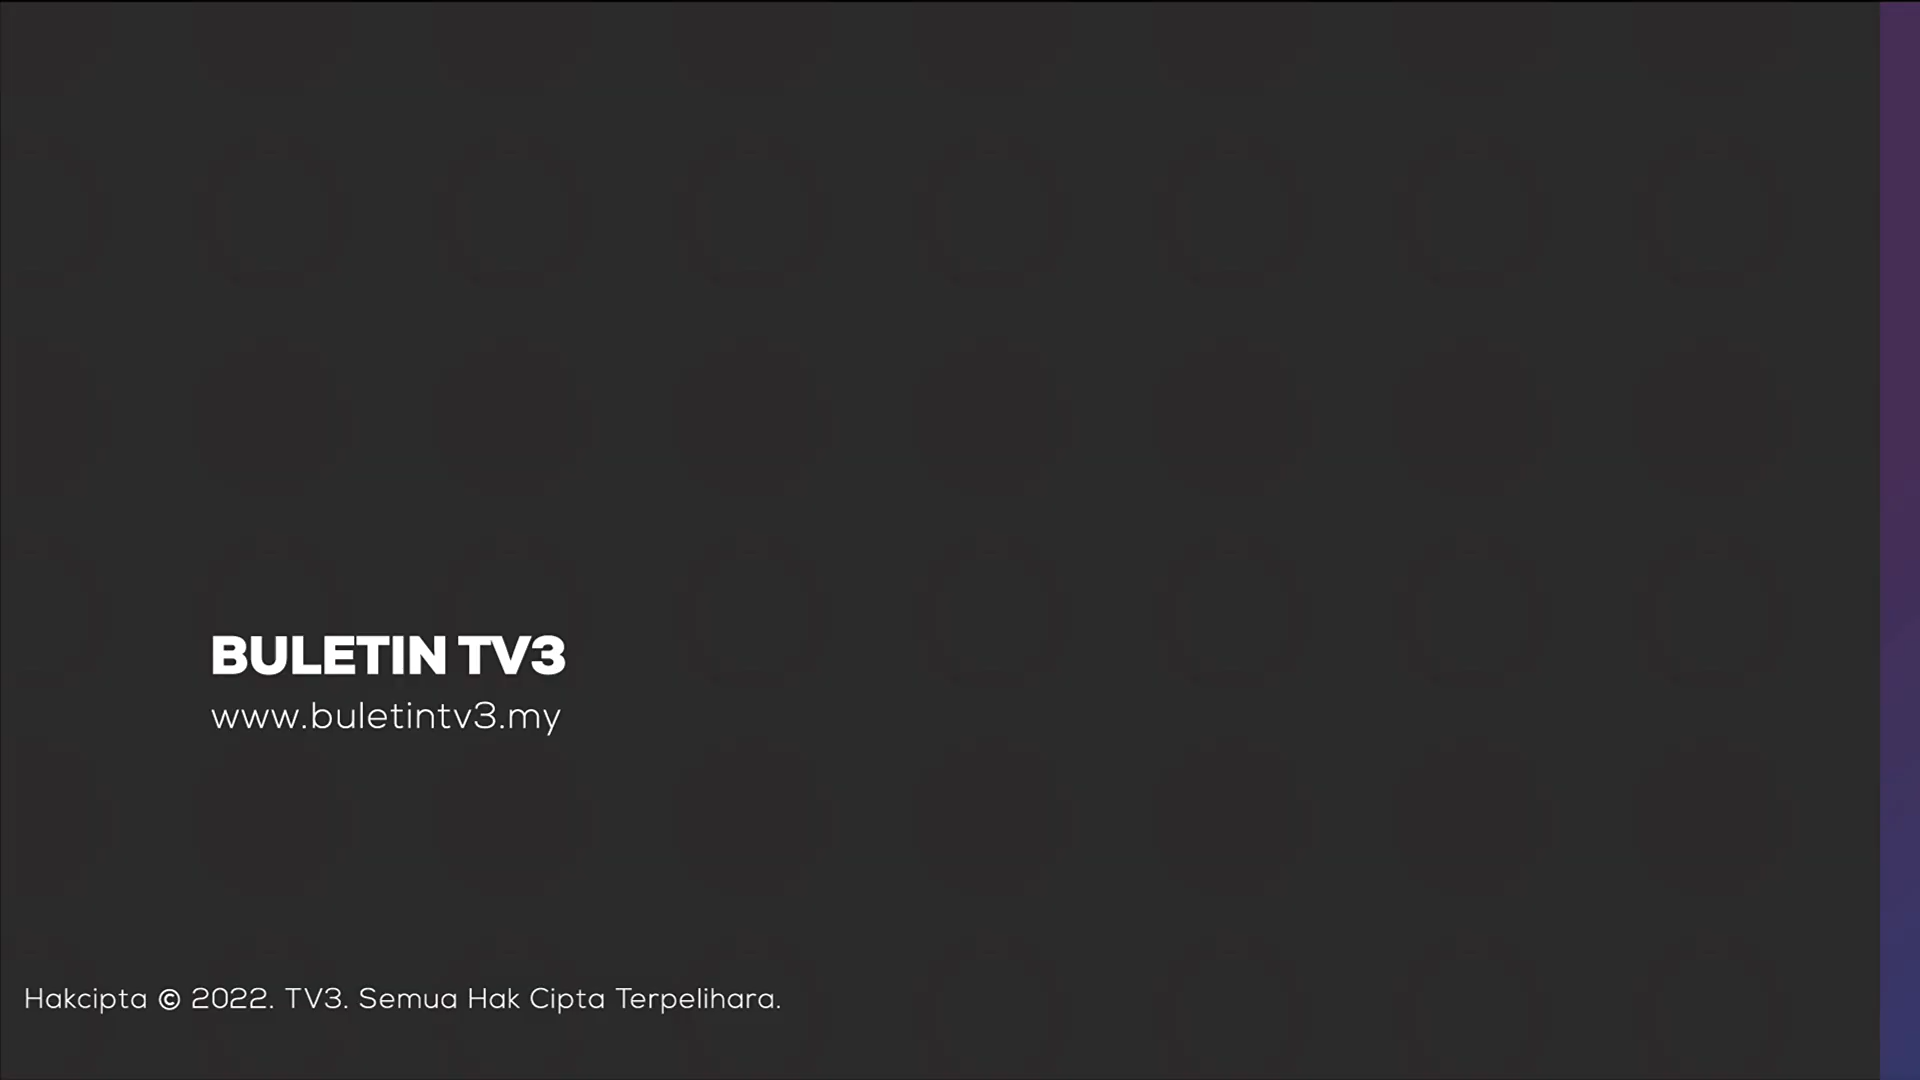 BULETIN TV3
www.buletintv3.my
Hakcipta © 2022. TV3. Semua Hak Cipta Terpelihara.